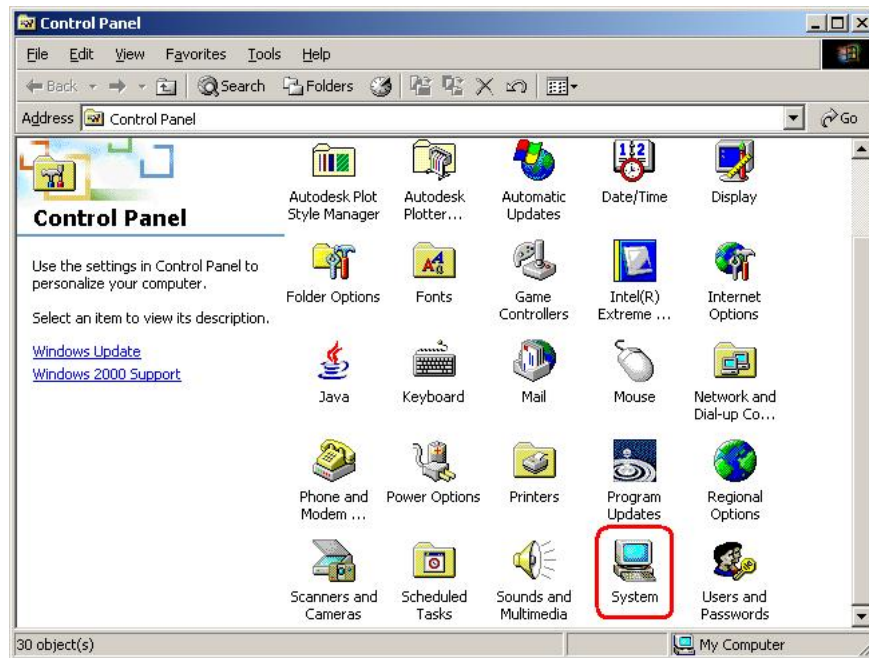 Control Panel
File Edit View Favorites Tools Help
Back Search Folders
Address Control Panel Go
Control Panel
Use the settings in Control Panel to
personalize your computer.
Select an item to view its description.
Windows Update
Windows 2000 Support
Autodesk Plot
Style Manager
Autodesk
Plotter...
Automatic
Updates
Date/Time
Display
Folder Options
Fonts
Game
Controllers
Intel(R)
Extreme ...
Internet
Options
Java
Keyboard
Mail
Mouse
Network and
Dial-up Co...
Phone and
Modem ...
Power Options
Printers
Program
Updates
Regional
Options
Scanners and
Cameras
Scheduled
Tasks
Sounds and
Multimedia
System
Users and
Passwords
30 object(s) My Computer